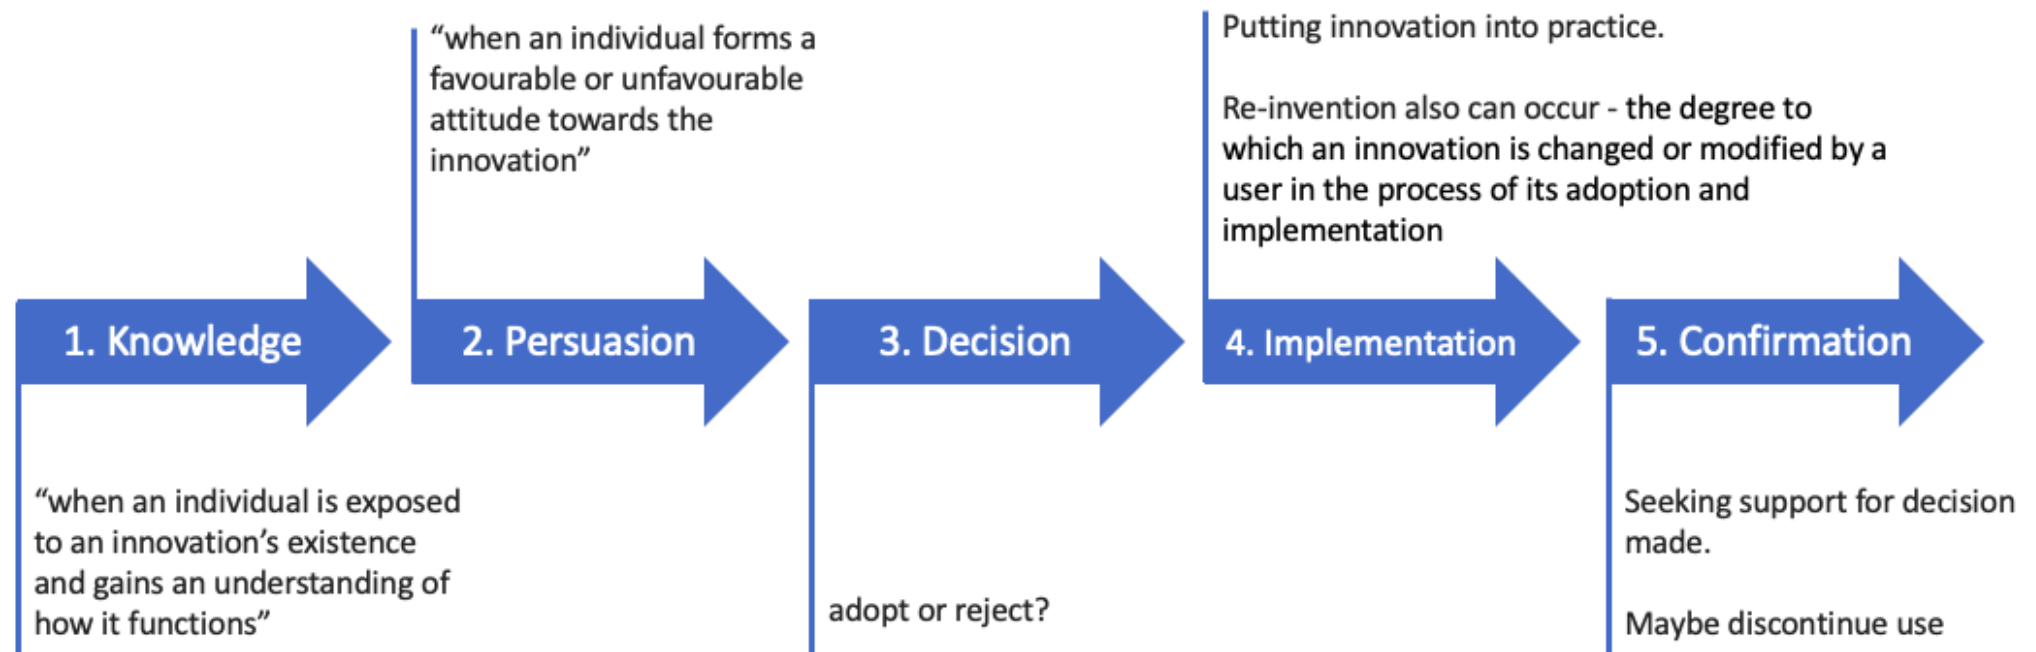 1. Knowledge
“when an individual is exposed
to an innovation’s existence
and gains an understanding of
how it functions”
“when an individual forms a
favourable or unfavourable
attitude towards the
innovation”
2. Persuasion
3. Decision
adopt or reject?
Putting innovation into practice.
Re-invention also can occur - the degree to
which an innovation is changed or modified by a
user in the process of its adoption and
implementation
4. Implementation
5. Confirmation
Seeking support for decision
made.
Maybe discontinue use